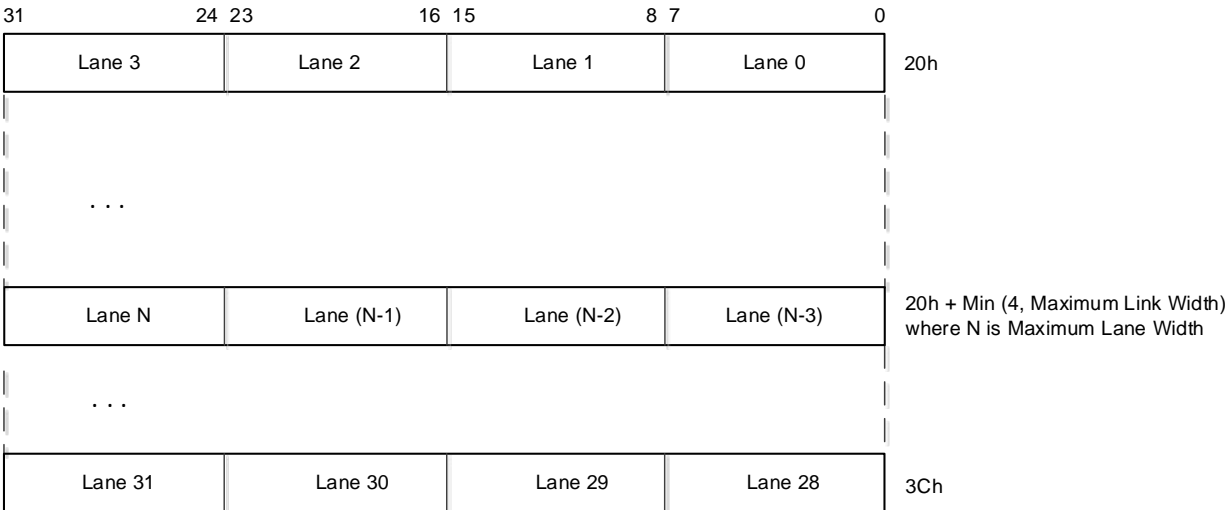 31 24 23 16 15 8 7 0
Lane 3 Lane 2 Lane 1 Lane 0 20h
. . .
Lane N Lane (N-1) Lane (N-2) Lane (N-3) 20h + Min (4, Maximum Link Width)
where N is Maximum Lane Width
. . .
Lane 31 Lane 30 Lane 29 Lane 28 3Ch